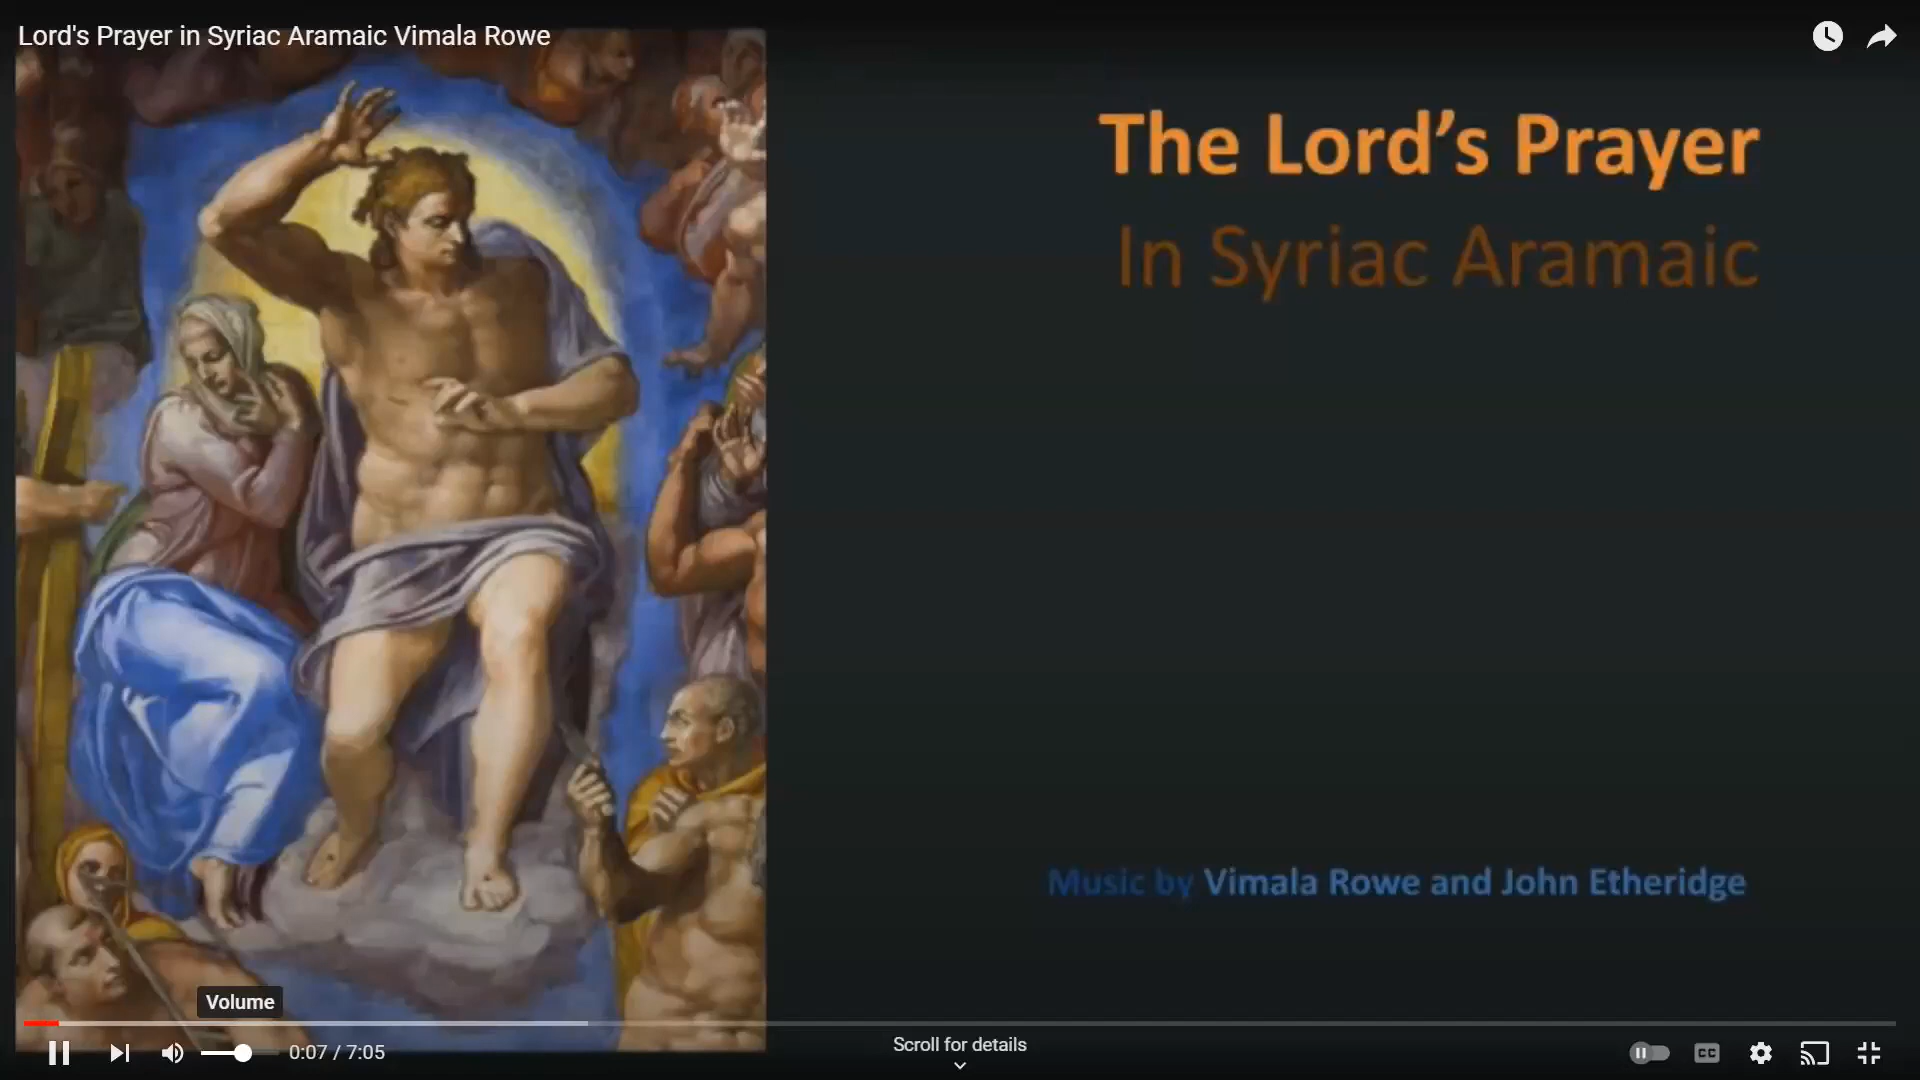 Lord's Prayer in Syriac Aramaic Vimala Rowe
The Lord’s Prayer
In Syriac Aramaic
Music by Vimala Rowe and John Etheridge
Volume
0:07 / 7:05
Scroll for details
CC